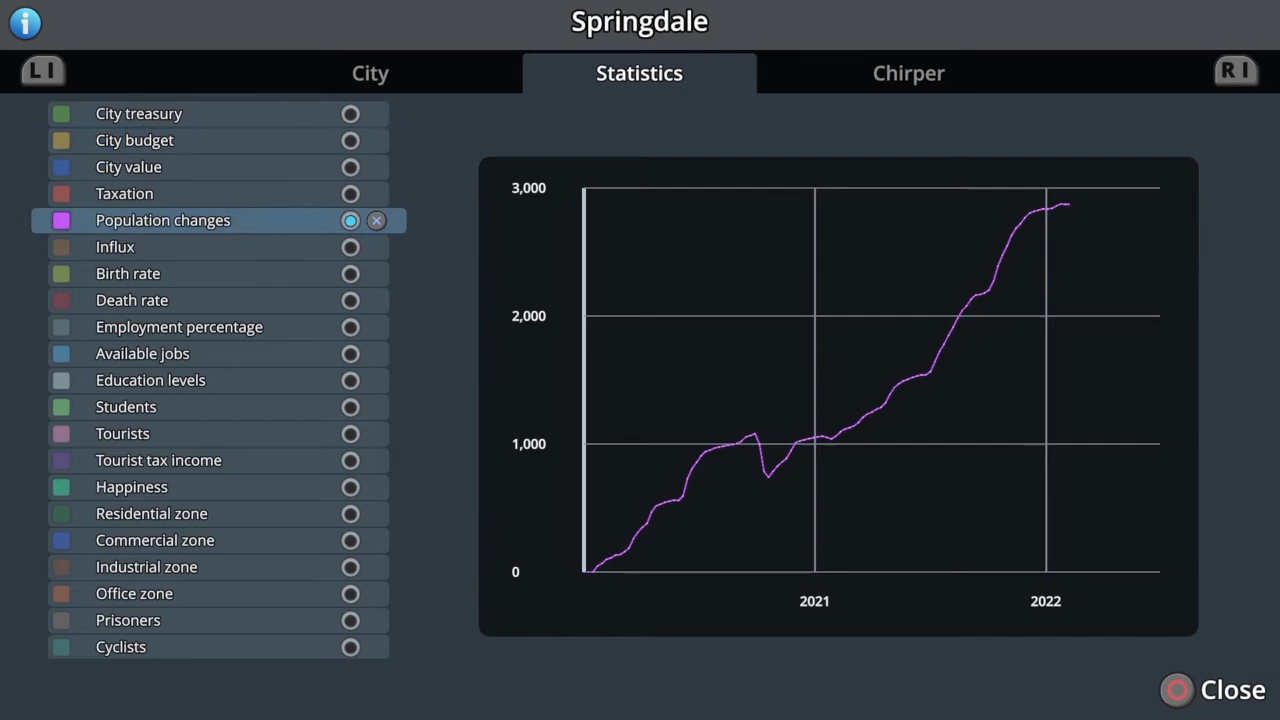 Springdale
L1
City
Statistics
Chirper
R1
City treasury
City budget
City value
Taxation
Population changes
Influx
Birth rate
Death rate
Employment percentage
Available jobs
Education levels
Students
Tourists
Tourist tax income
Happiness
Residential zone
Commercial zone
Industrial zone
Office zone
Prisoners
Cyclists
3,000
2,000
1,000
0
2021
2022
Close